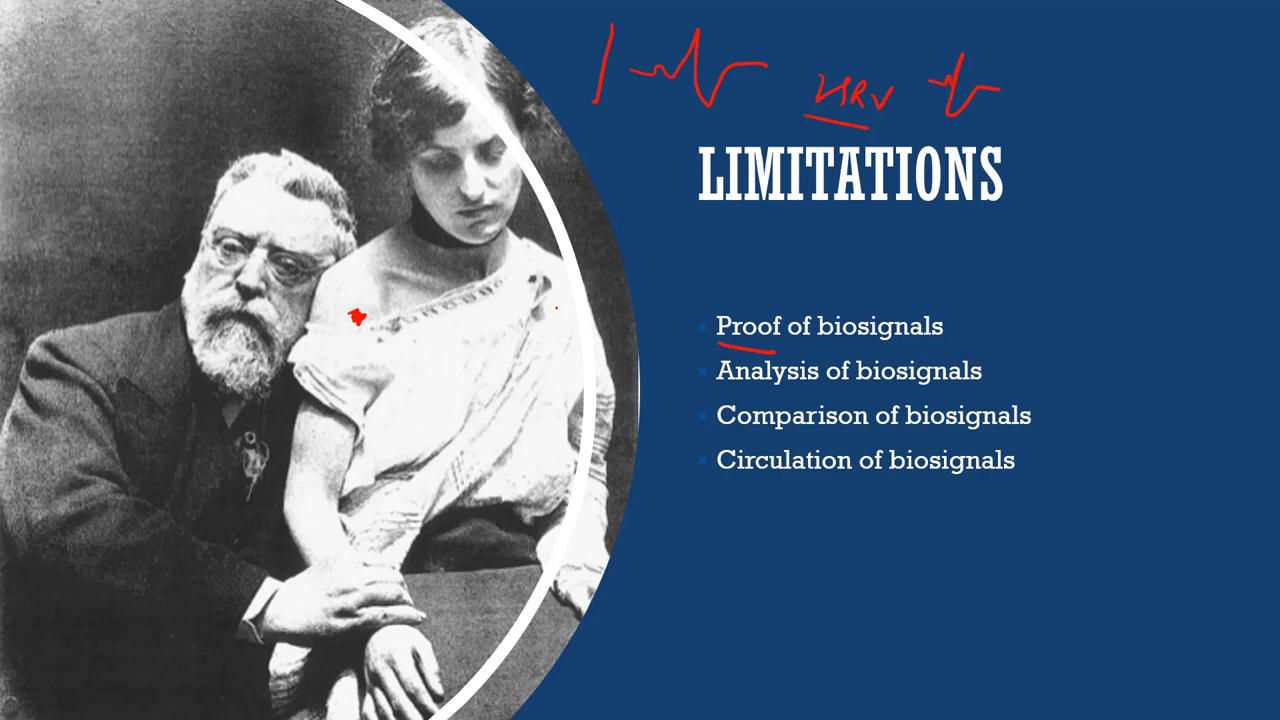 HRV
LIMITATIONS
Proof of biosignals
Analysis of biosignals
Comparison of biosignals
Circulation of biosignals